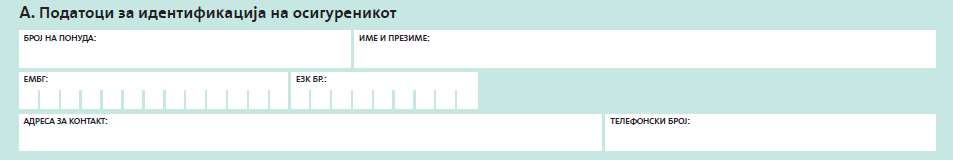 А. Податоци за идентификација на осигуреникот
БРОЈ НА ПОНУДА: ИМЕ И ПРЕЗИМЕ:
ЕМБГ: ЕЗК БР.:
АДРЕСА ЗА КОНТАКТ: ТЕЛЕФОНСКИ БРОЈ: